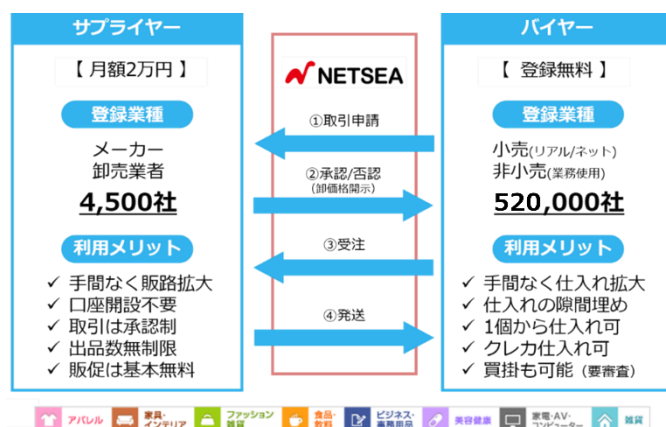 サプライヤー
【 月額2万円 】
登録業種
メーカー
卸売業者
4,500社
利用メリット
✓ 手間なく販路拡大
✓ 口座開設不要
✓ 取引は承認制
✓ 出品数無制限
✓ 販促は基本無料
NETSEA
①取引申請
②承認/否認
(卸価格開示)
③受注
④発送
バイヤー
【 登録無料 】
登録業種
小売(リアル/ネット)
非小売(業務使用)
520,000社
利用メリット
✓ 手間なく仕入れ拡大
✓ 仕入れの隙間埋め
✓ 1個から仕入れ可
✓ クレカ仕入れ可
✓ 買掛も可能（要審査）
アパレル
家具・
インテリア
ファッション
雑貨
食品・
飲料
ビジネス・
事務用品
美容健康
家電・AV・
コンピューター
雑貨